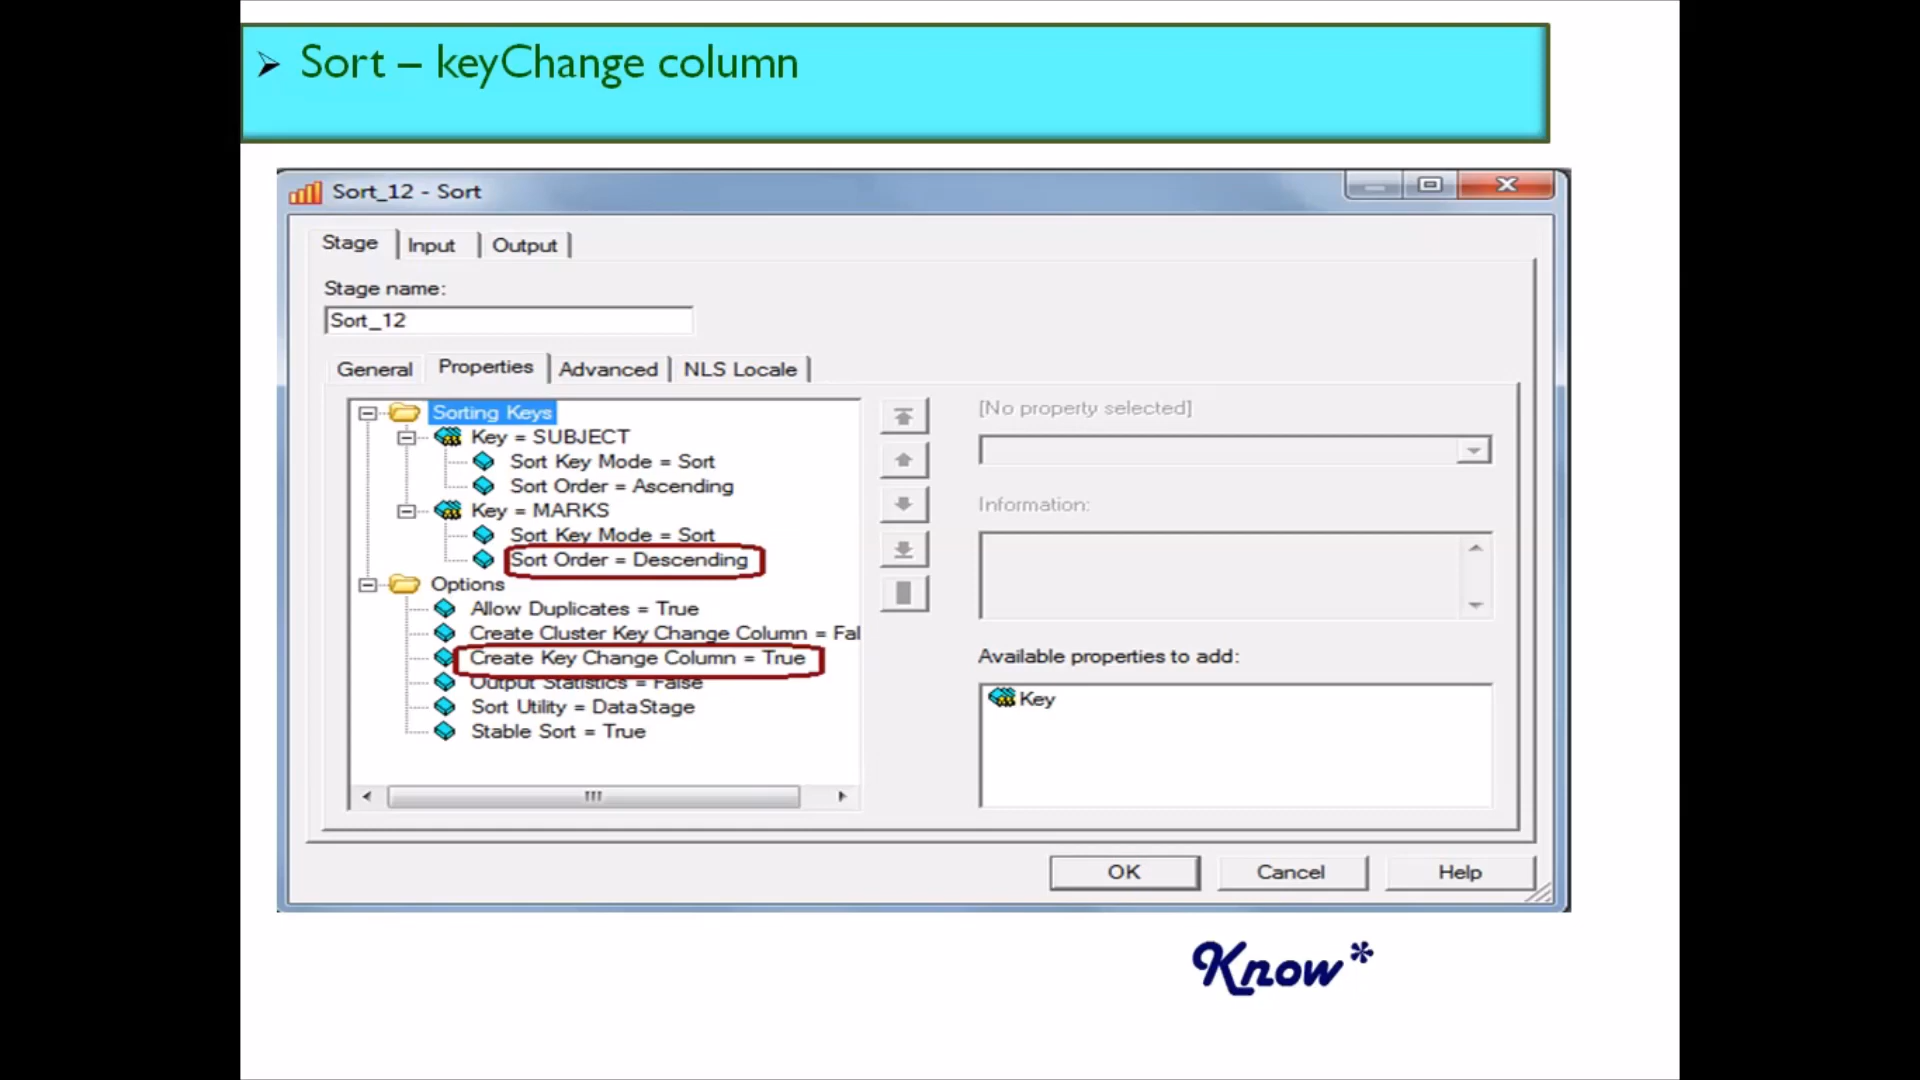 Sort – keyChange column
Sort_12 - Sort
Stage Input Output
Stage name:
Sort_12
General Properties Advanced NLS Locale
Sorting Keys
Key = SUBJECT
Sort Key Mode = Sort
Sort Order = Ascending
Key = MARKS
Sort Key Mode = Sort
Sort Order = Descending
Options
Allow Duplicates = True
Create Cluster Key Change Column = Fal
Create Key Change Column = True
Output Statistics = False
Sort Utility = DataStage
Stable Sort = True
[No property selected]
Information:
Available properties to add:
Key
OK Cancel Help
Know*